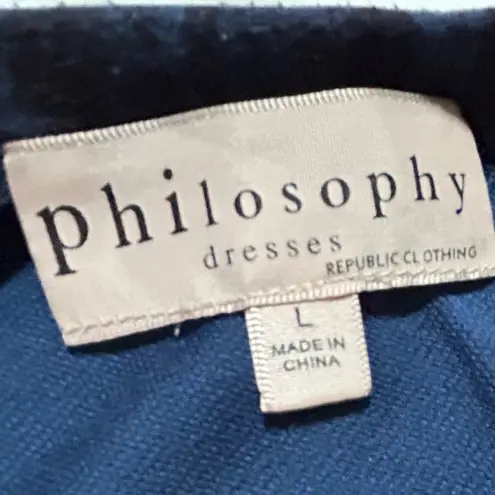 philosophy
dresses
REPUBLIC CLOTHING
L
MADE IN
CHINA